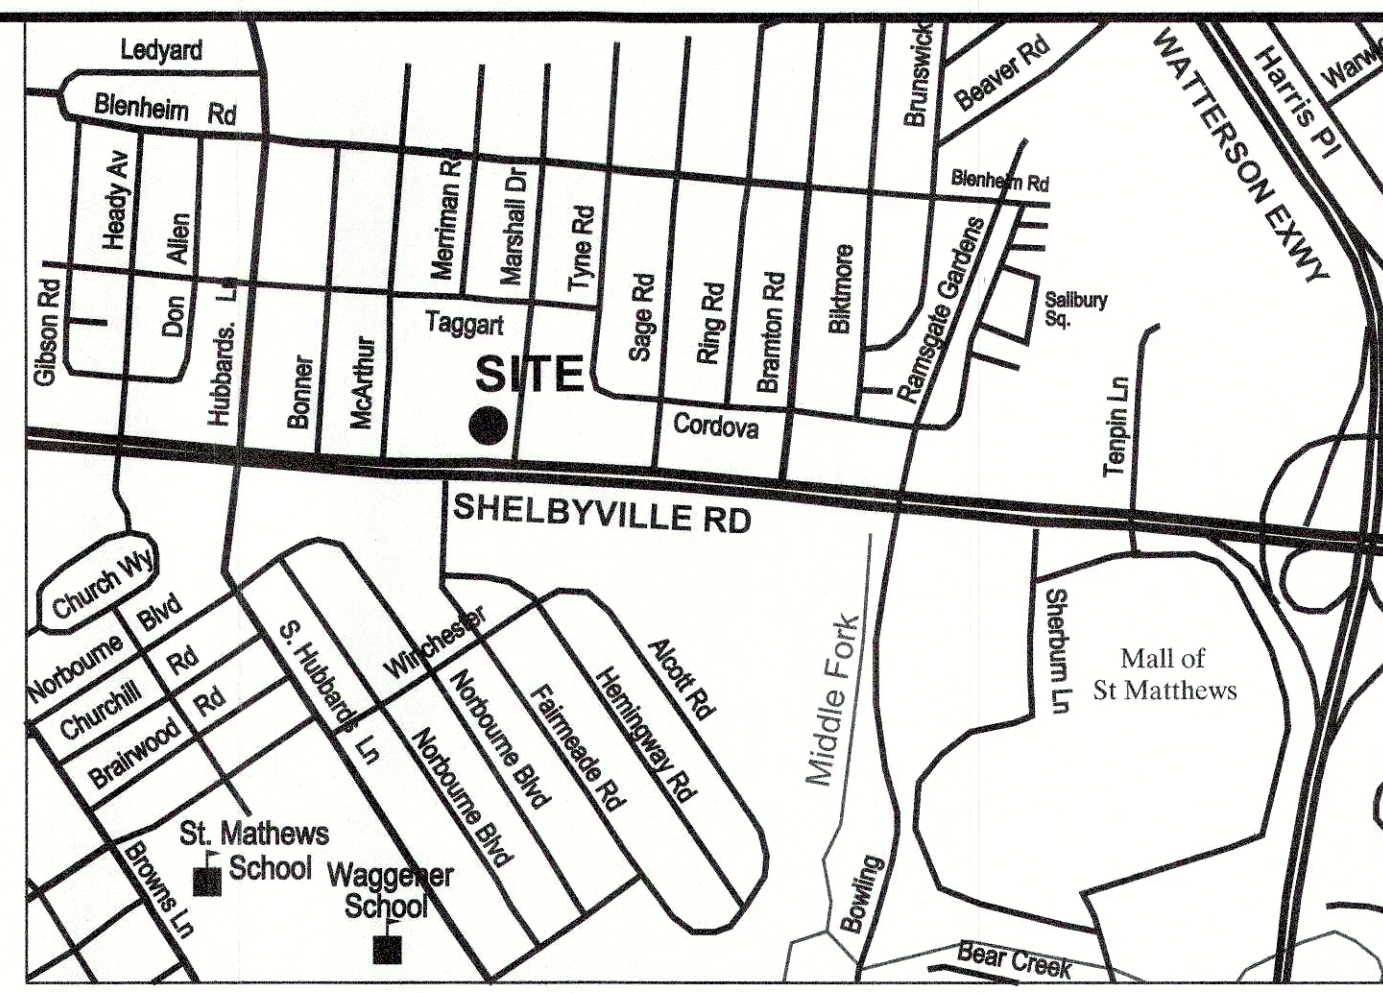 Ledyard
Blenheim Rd
Heady Av
Allen
Don
Gibson Rd
Hubbards. Ln
Bonner
McArthur
Merriman Rd
Marshall Dr
Tyne Rd
Taggart
SITE
Sage Rd
Ring Rd
Bramton Rd
Biktmore
Cordova
Brunswick
Beaver Rd
Blenheim Rd
Ramsgate Gardens
Salibury
Sq.
WATTERSON EXWY
Harris Pl
Tenpin Ln
SHELBYVILLE RD
Church Wy
Norbourne Blvd
Churchill Rd
Brairwood Rd
S. Hubbards Ln
Winchester
Norbourne Blvd
Norbourne Blvd
Fairmeade Rd
Hemingway Rd
Alcott Rd
Middle Fork
Sherburn Ln
Mall of
St Matthews
St. Mathews
School
Waggener
School
Browns Ln
Bowling
Bear Creek